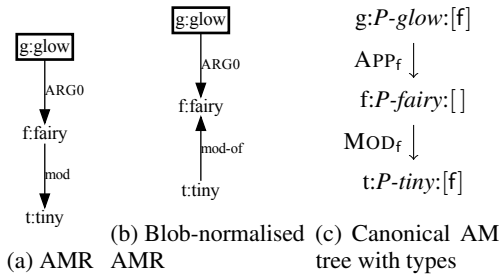 g:glow
ARG0
f:fairy
mod
t:tiny
(a) AMR
g:glow
ARG0
f:fairy
mod-of
t:tiny
(b) Blob-normalised
AMR
g:P-glow:[f]
APPf
f:P-fairy:[ ]
MODf
t:P-tiny:[f]
(c) Canonical AM
tree with types